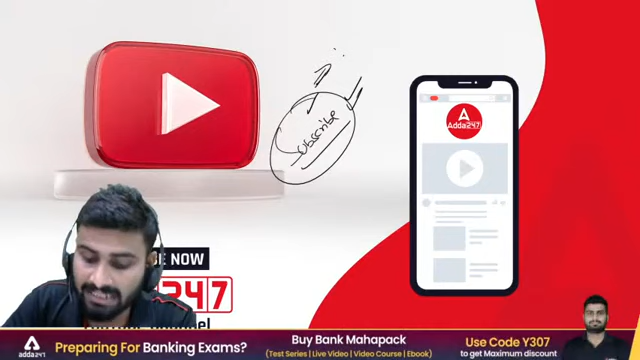 Subscribe
Adda247
BE NOW
247
adda247
Preparing For Banking Exams?
Buy Bank Mahapack
(Test Series | Live Video | Video Course | Ebook)
Use Code Y307
to get Maximum discount